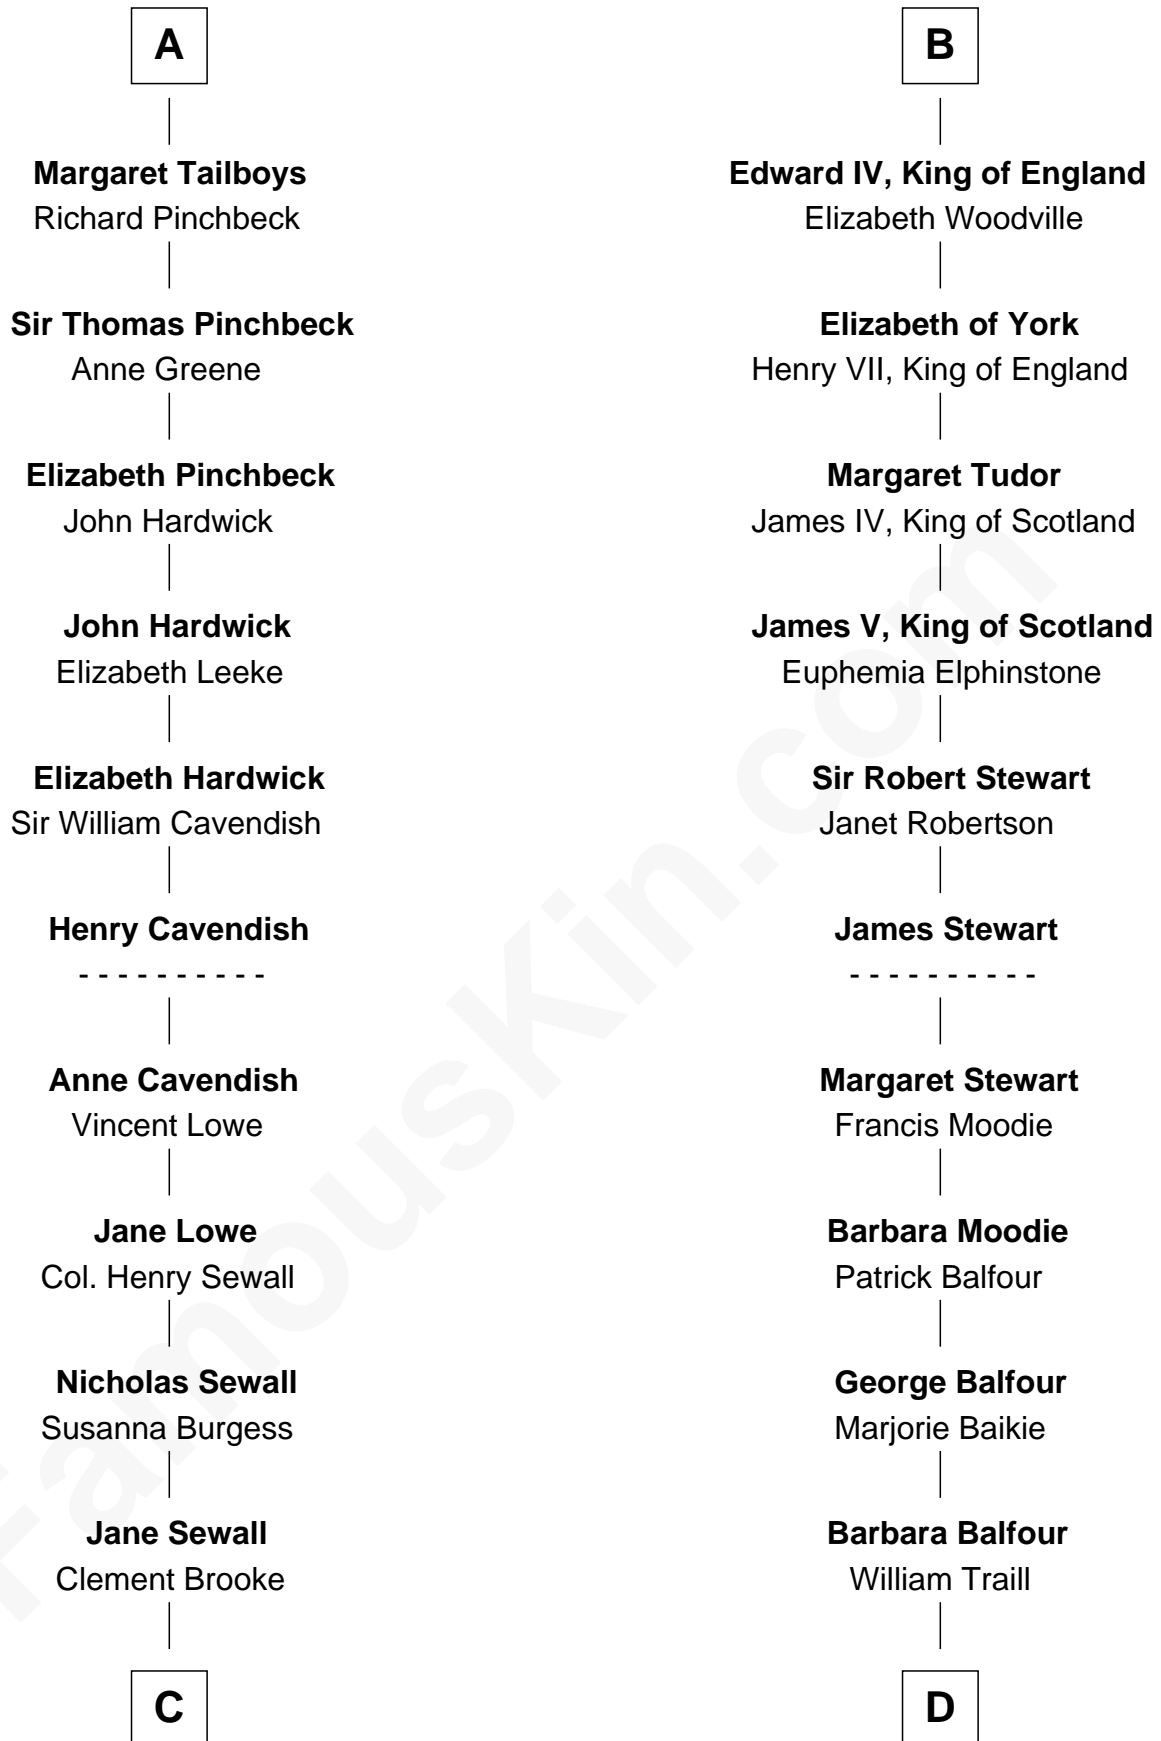 A
Margaret Tailboys
Richard Pinchbeck
Sir Thomas Pinchbeck
Anne Greene
Elizabeth Pinchbeck
John Hardwick
John Hardwick
Elizabeth Leeke
Elizabeth Hardwick
Sir William Cavendish
Henry Cavendish
- - - - - - - - - -
Anne Cavendish
Vincent Lowe
Jane Lowe
Col. Henry Sewall
Nicholas Sewall
Susanna Burgess
Jane Sewall
Clement Brooke
C
B
Edward IV, King of England
Elizabeth Woodville
Elizabeth of York
Henry VII, King of England
Margaret Tudor
James IV, King of Scotland
James V, King of Scotland
Euphemia Elphinstone
Sir Robert Stewart
Janet Robertson
James Stewart
- - - - - - - - - -
Margaret Stewart
Francis Moodie
Barbara Moodie
Patrick Balfour
George Balfour
Marjorie Baikie
Barbara Balfour
William Traill
D
FamousKin.com